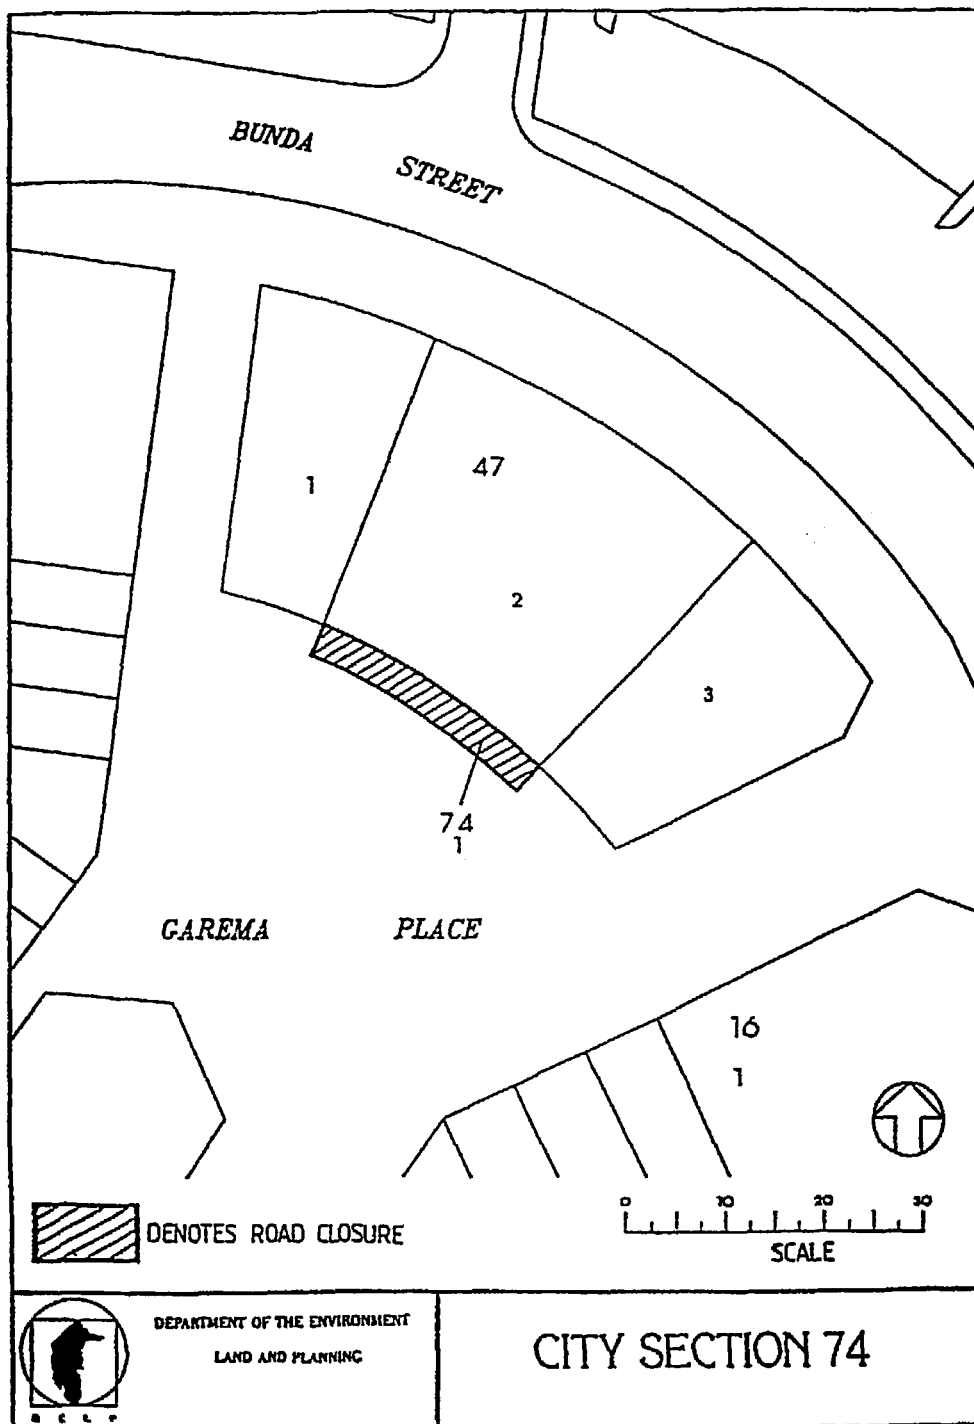 BUNDA
STREET
1
47
2
3
74
1
GAREMA PLACE
16
1
DENOTES ROAD CLOSURE
0 10 20 30
SCALE
DEPARTMENT OF THE ENVIRONMENT
LAND AND PLANNING
CITY SECTION 74